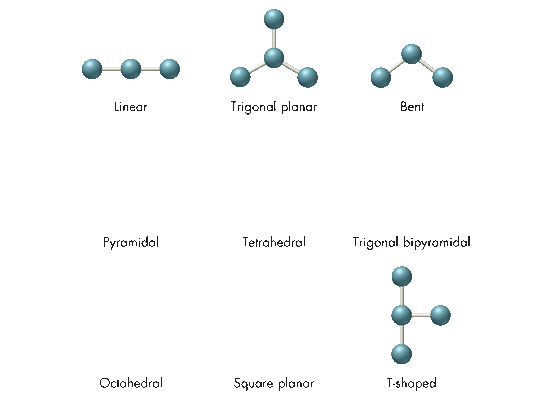 Linear
Trigonal planar
Bent
Pyramidal
Tetrahedral
Trigonal bipyramidal
Octahedral
Square planar
T-shaped